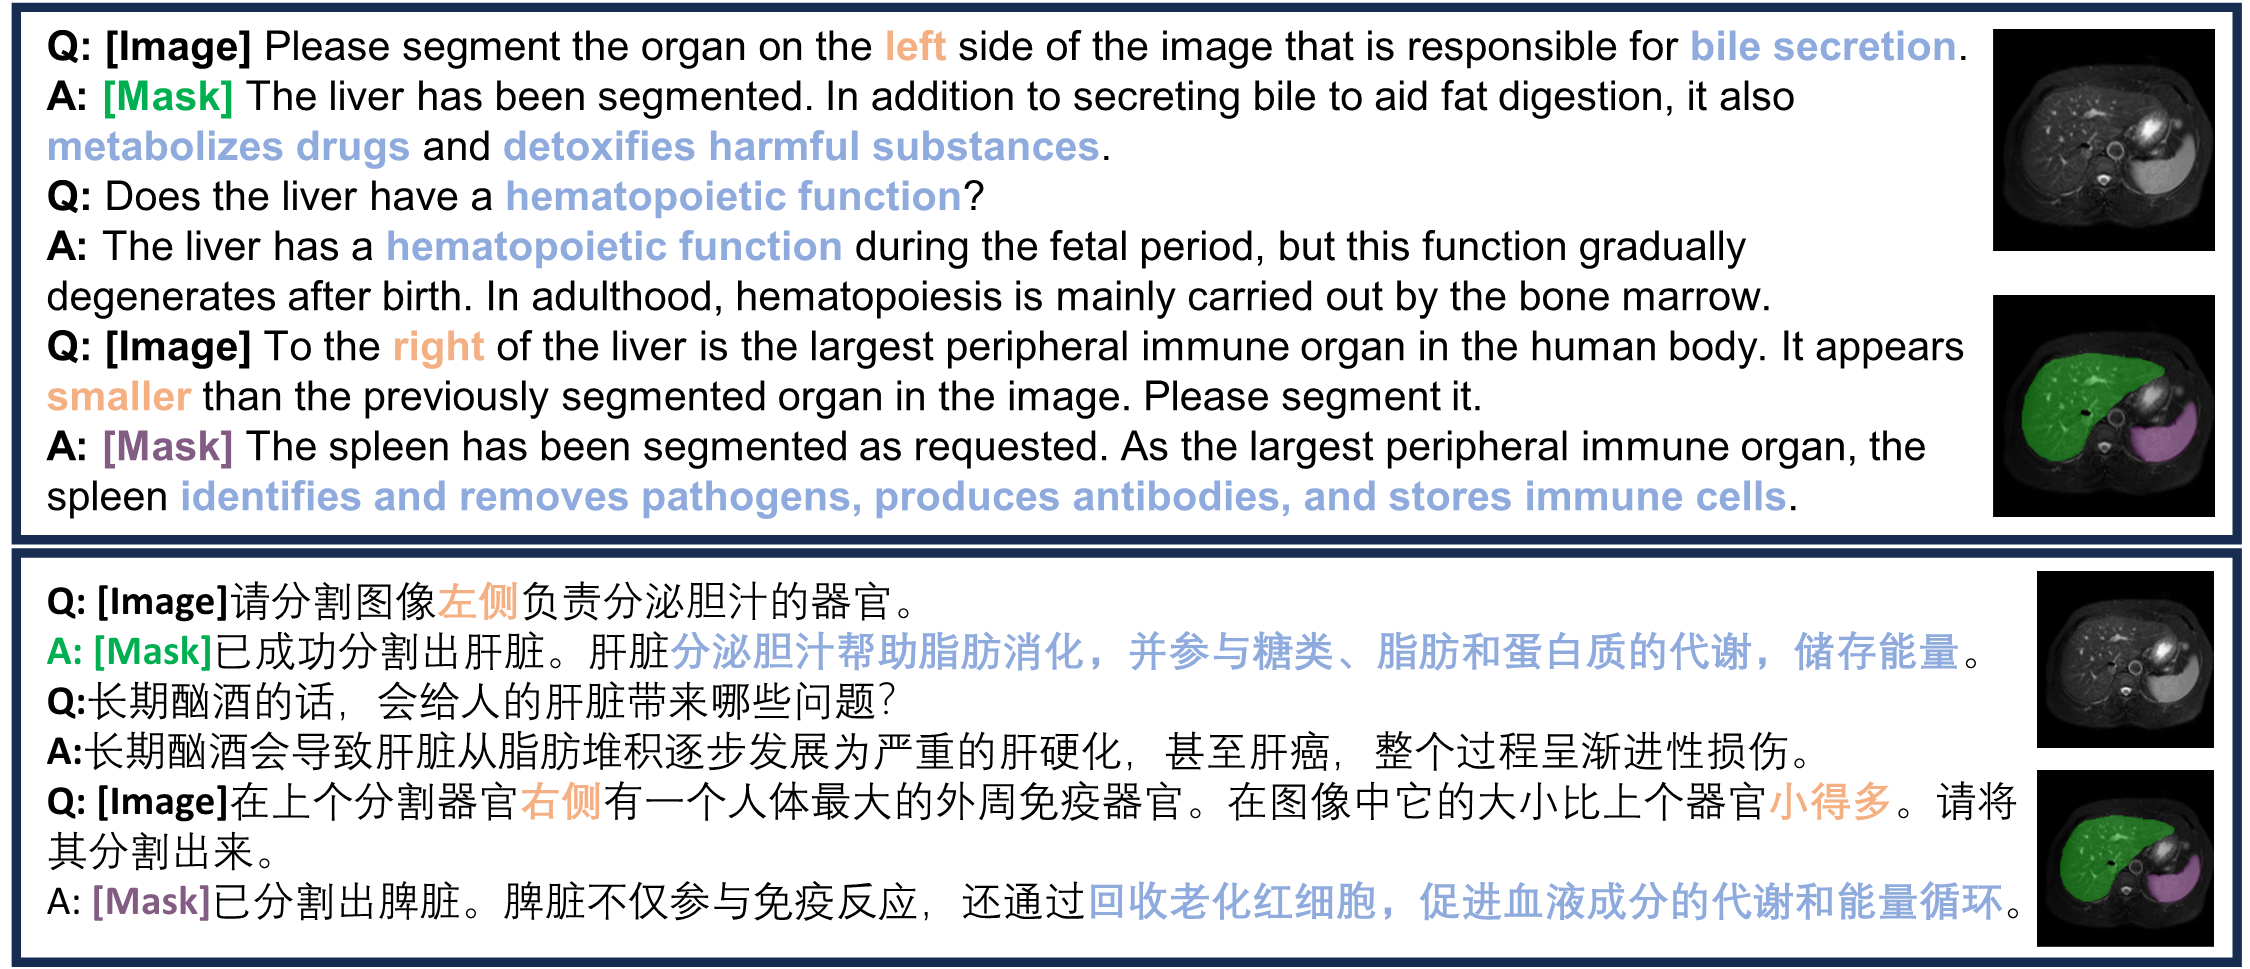 Q: [Image] Please segment the organ on the left side of the image that is responsible for bile secretion.
A: [Mask] The liver has been segmented. In addition to secreting bile to aid fat digestion, it also
metabolizes drugs and detoxifies harmful substances.
Q: Does the liver have a hematopoietic function?
A: The liver has a hematopoietic function during the fetal period, but this function gradually
degenerates after birth. In adulthood, hematopoiesis is mainly carried out by the bone marrow.
Q: [Image] To the right of the liver is the largest peripheral immune organ in the human body. It appears
smaller than the previously segmented organ in the image. Please segment it.
A: [Mask] The spleen has been segmented as requested. As the largest peripheral immune organ, the
spleen identifies and removes pathogens, produces antibodies, and stores immune cells.
Q: [Image]请分割图像左侧负责分泌胆汁的器官。
A: [Mask]已成功分割出肝脏。肝脏分泌胆汁帮助脂肪消化，并参与糖类、脂肪和蛋白质的代谢，储存能量。
Q:长期酗酒的话，会给人的肝脏带来哪些问题？
A:长期酗酒会导致肝脏从脂肪堆积逐步发展为严重的肝硬化，甚至肝癌，整个过程呈渐进性损伤。
Q: [Image]在上个分割器官右侧有一个人体最大的外周免疫器官。在图像中它的大小比上个器官小得多。请将
其分割出来。
A: [Mask]已分割出脾脏。脾脏不仅参与免疫反应，还通过回收老化红细胞，促进血液成分的代谢和能量循环。